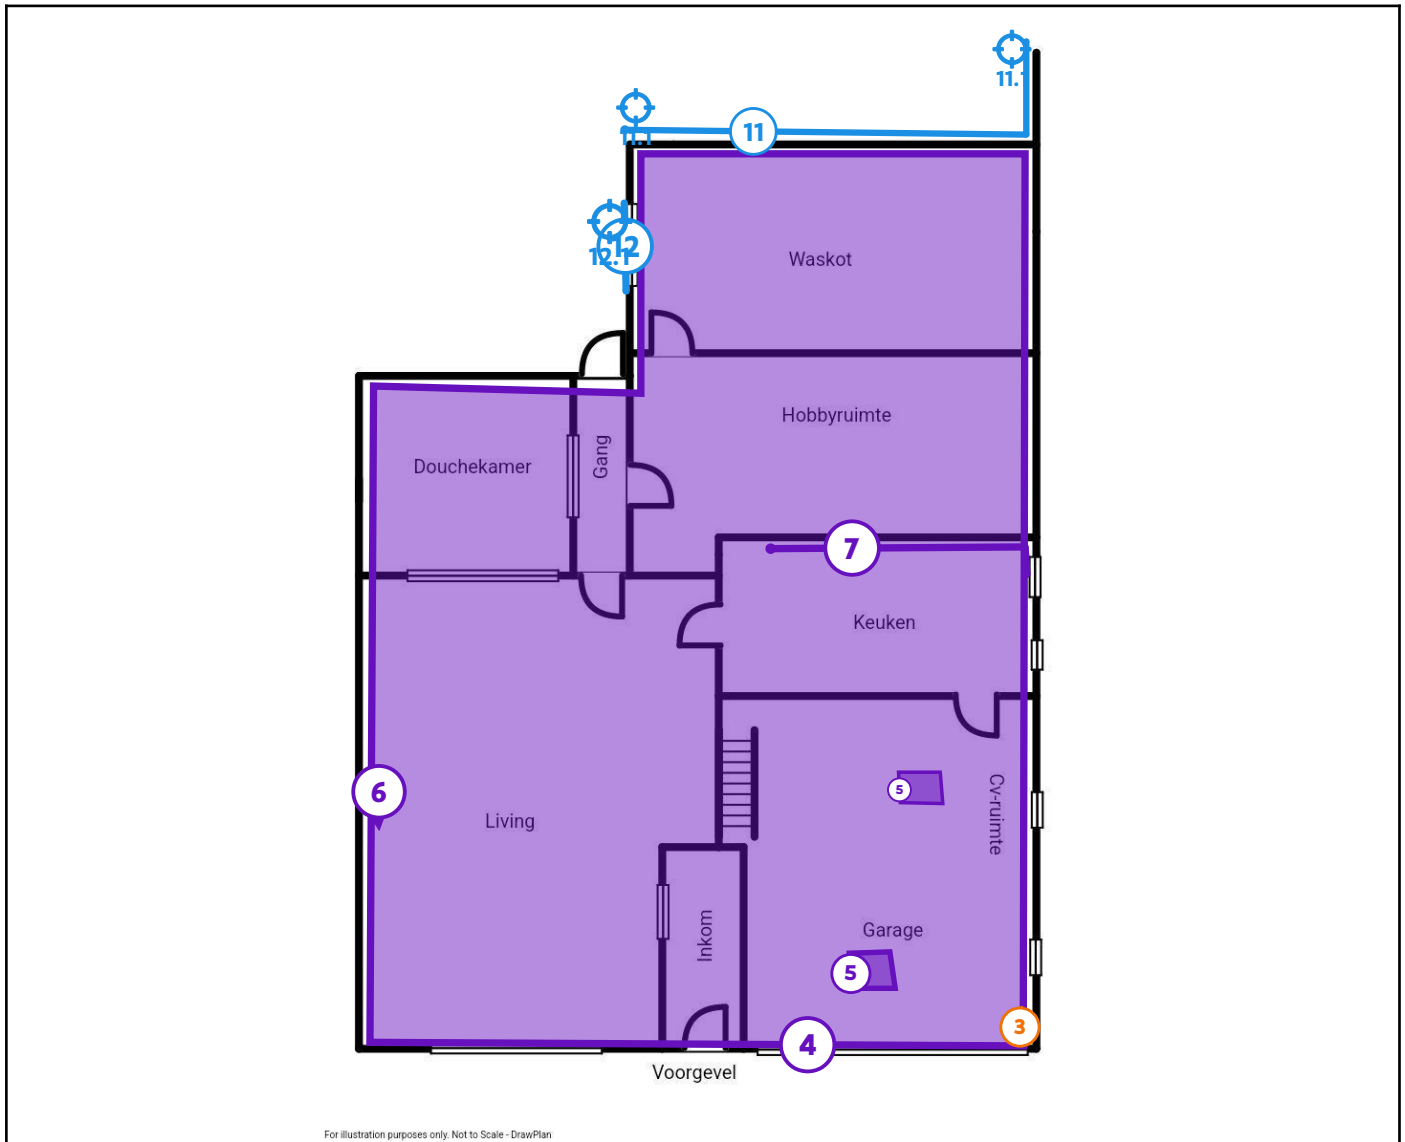 11.
11.1
11
12
12.1
Waskot
Hobbyruimte
Gang
Douchekamer
7
Keuken
6
5
Cv-ruimte
Living
Inkom
Garage
5
3
4
Voorgevel
For illustration purposes only. Not to Scale - DrawPlan